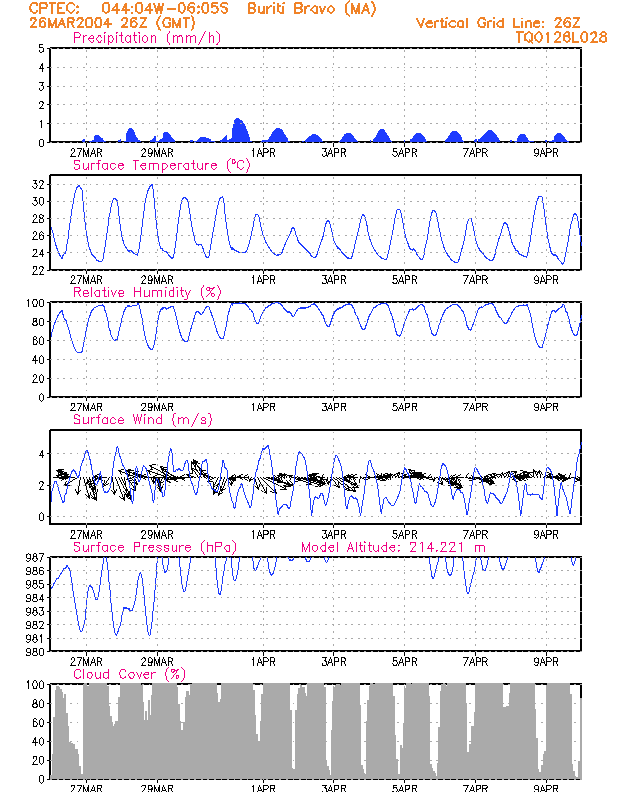 CPTEC: 044:04W-06:05S Buriti Bravo (MA)
26MAR2004 26Z (GMT) Vertical Grid Line: 26Z
Precipitation (mm/h) TQ0126L028
5
4
3
2
1
0
27MAR 29MAR 1APR 3APR 5APR 7APR 9APR
Surface Temperature (°C)
32
30
28
26
24
22
27MAR 29MAR 1APR 3APR 5APR 7APR 9APR
Relative Humidity (%)
100
80
60
40
20
0
27MAR 29MAR 1APR 3APR 5APR 7APR 9APR
Surface Wind (m/s)
4
2
0
27MAR 29MAR 1APR 3APR 5APR 7APR 9APR
Surface Pressure (hPa) Model Altitude: 214.221 m
987
986
985
984
983
982
981
980
27MAR 29MAR 1APR 3APR 5APR 7APR 9APR
Cloud Cover (%)
100
80
60
40
20
0
27MAR 29MAR 1APR 3APR 5APR 7APR 9APR